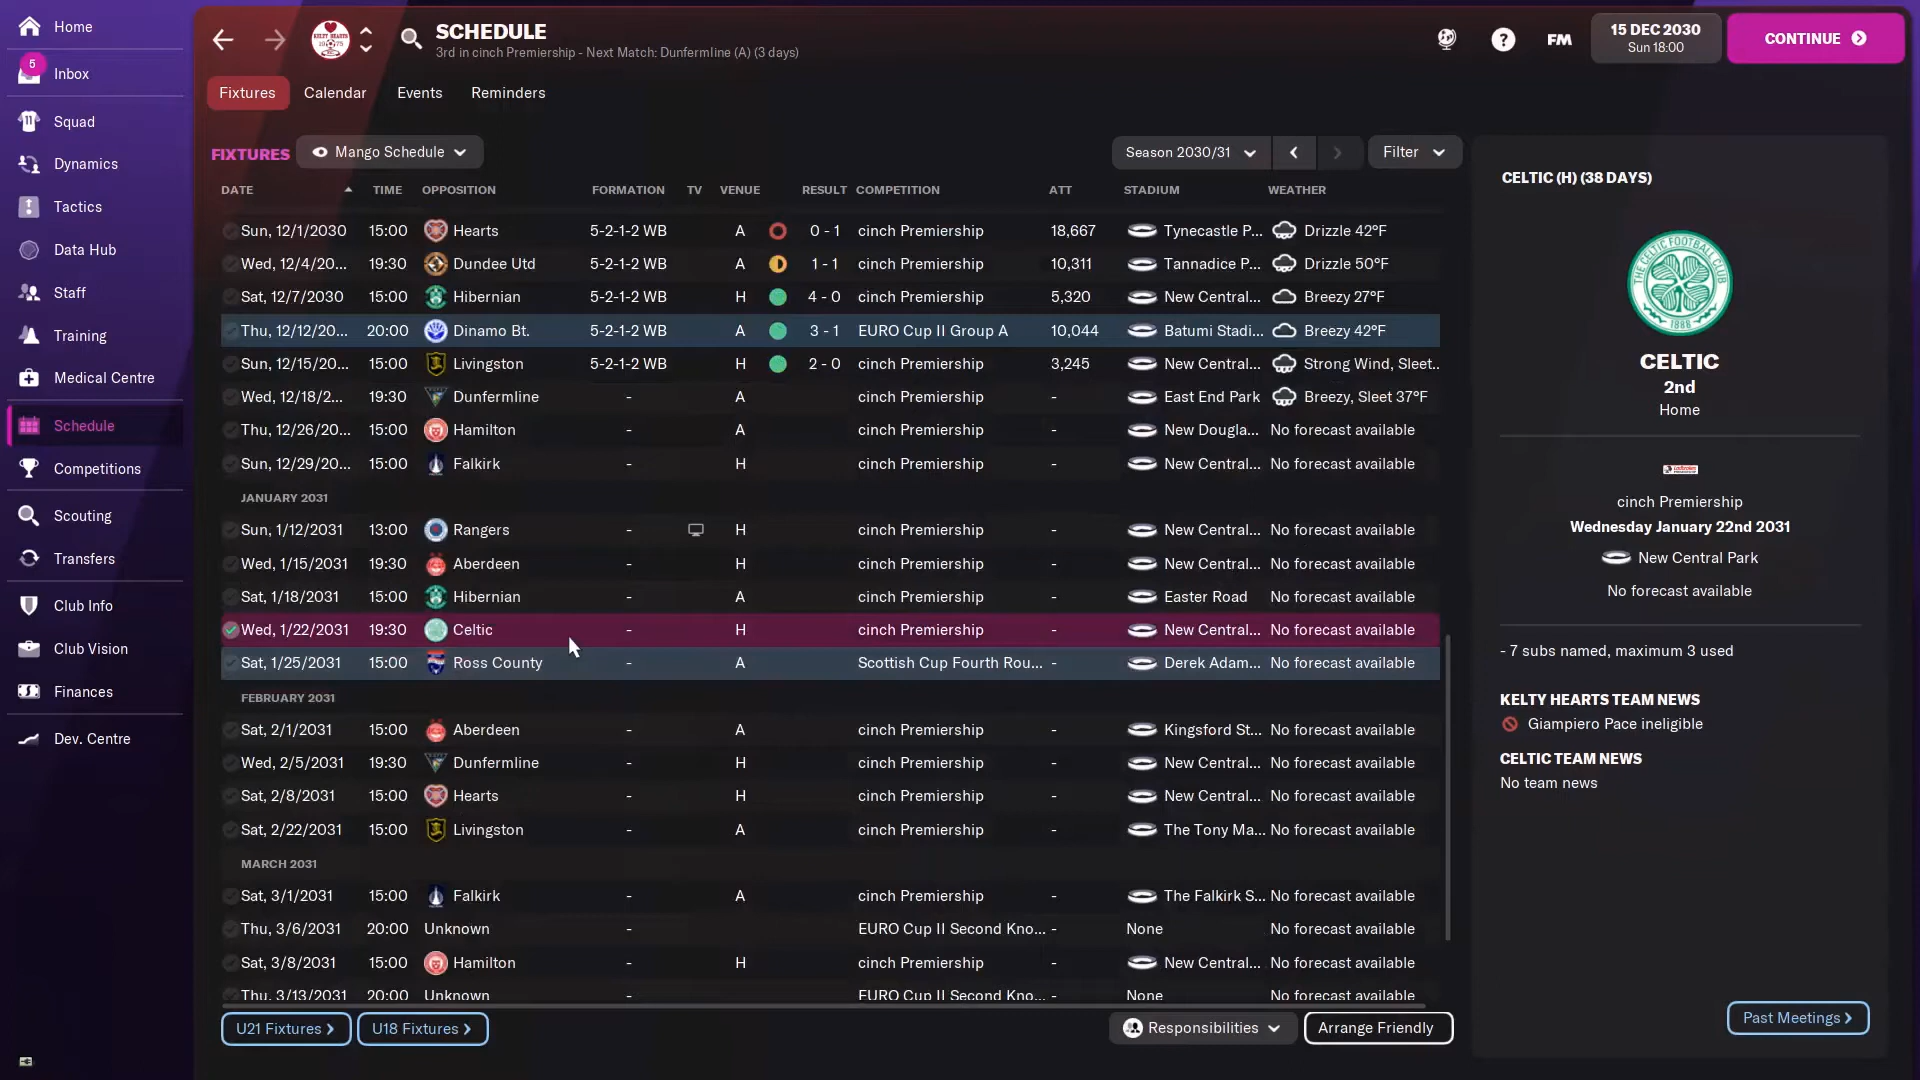 Home
5
Inbox
Squad
Dynamics
Tactics
Data Hub
Staff
Training
Medical Centre
Schedule
Competitions
Scouting
Transfers
Club Info
Club Vision
Finances
Dev. Centre
SCHEDULE
3rd in cinch Premiership - Next Match: Dunfermline (A) (3 days)
FM
15 DEC 2030
Sun 18:00
CONTINUE
Fixtures Calendar Events Reminders
FIXTURES Mango Schedule Season 2030/31 Filter
DATE TIME OPPOSITION FORMATION TV VENUE RESULT COMPETITION ATT STADIUM WEATHER
Sun, 12/1/2030 15:00 Hearts 5-2-1-2 WB A 0 - 1 cinch Premiership 18,667 Tynecastle P... Drizzle 42°F
Wed, 12/4/20... 19:30 Dundee Utd 5-2-1-2 WB A 1 - 1 cinch Premiership 10,311 Tannadice P... Drizzle 50°F
Sat, 12/7/2030 15:00 Hibernian 5-2-1-2 WB H 4 - 0 cinch Premiership 5,320 New Central... Breezy 27°F
Thu, 12/12/20... 20:00 Dinamo Bt. 5-2-1-2 WB A 3 - 1 EURO Cup II Group A 10,044 Batumi Stadi... Breezy 42°F
Sun, 12/15/20... 15:00 Livingston 5-2-1-2 WB H 2 - 0 cinch Premiership 3,245 New Central... Strong Wind, Sleet..
Wed, 12/18/2... 19:30 Dunfermline - A cinch Premiership - East End Park Breezy, Sleet 37°F
Thu, 12/26/20... 15:00 Hamilton - A cinch Premiership - New Dougla... No forecast available
Sun, 12/29/20... 15:00 Falkirk - H cinch Premiership - New Central... No forecast available
JANUARY 2031
Sun, 1/12/2031 13:00 Rangers - H cinch Premiership - New Central... No forecast available
Wed, 1/15/2031 19:30 Aberdeen - H cinch Premiership - New Central... No forecast available
Sat, 1/18/2031 15:00 Hibernian - A cinch Premiership - Easter Road No forecast available
Wed, 1/22/2031 19:30 Celtic - H cinch Premiership - New Central... No forecast available
Sat, 1/25/2031 15:00 Ross County - A Scottish Cup Fourth Rou... - Derek Adam... No forecast available
FEBRUARY 2031
Sat, 2/1/2031 15:00 Aberdeen - A cinch Premiership - Kingsford St... No forecast available
Wed, 2/5/2031 19:30 Dunfermline - H cinch Premiership - New Central... No forecast available
Sat, 2/8/2031 15:00 Hearts - H cinch Premiership - New Central... No forecast available
Sat, 2/22/2031 15:00 Livingston - A cinch Premiership - The Tony Ma... No forecast available
MARCH 2031
Sat, 3/1/2031 15:00 Falkirk - A cinch Premiership - The Falkirk S... No forecast available
Thu, 3/6/2031 20:00 Unknown - EURO Cup II Second Kno... - None No forecast available
Sat, 3/8/2031 15:00 Hamilton - H cinch Premiership - New Central... No forecast available
Thu, 3/13/2031 20:00 Unknown - EURO Cup II Second Kno... - None No forecast available
U21 Fixtures U18 Fixtures Responsibilities Arrange Friendly
CELTIC (H) (38 DAYS)
THE CELTIC FOOTBALL CLUB
1888
CELTIC
2nd
Home
cinch Premiership
Wednesday January 22nd 2031
New Central Park
No forecast available
- 7 subs named, maximum 3 used
KELTY HEARTS TEAM NEWS
Giampiero Pace ineligible
CELTIC TEAM NEWS
No team news
Past Meetings